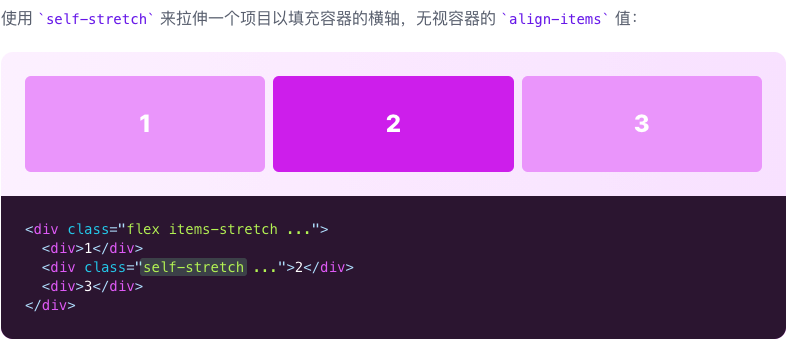 使用 `self-stretch` 来拉伸一个项目以填充容器的横轴，无视容器的 `align-items` 值：
1 2 3
<div class="flex items-stretch ...">
  <div>1</div>
  <div class="self-stretch ...">2</div>
  <div>3</div>
</div>